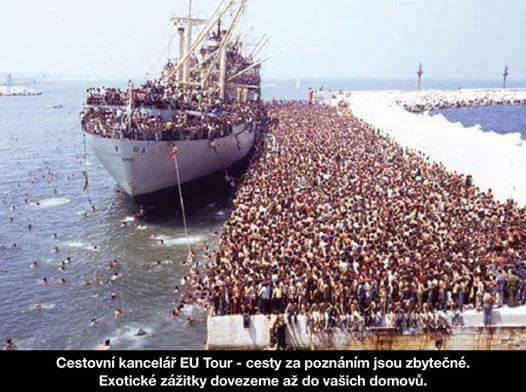 Cestovní kancelář EU Tour - cesty za poznáním jsou zbytečné.
Exotické zážitky dovezeme až do vašich domovů.